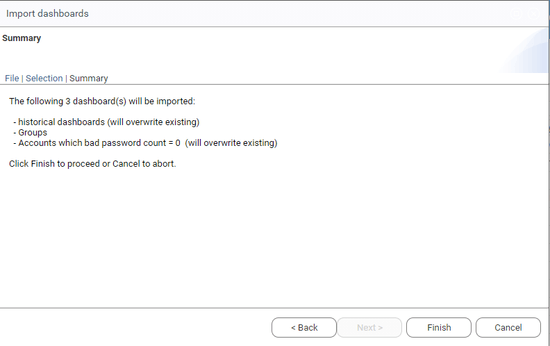 Import dashboards
Summary
File | Selection | Summary
The following 3 dashboard(s) will be imported:
- historical dashboards (will overwrite existing)
- Groups
- Accounts which bad password count = 0 (will overwrite existing)
Click Finish to proceed or Cancel to abort.
< Back
Next >
Finish
Cancel